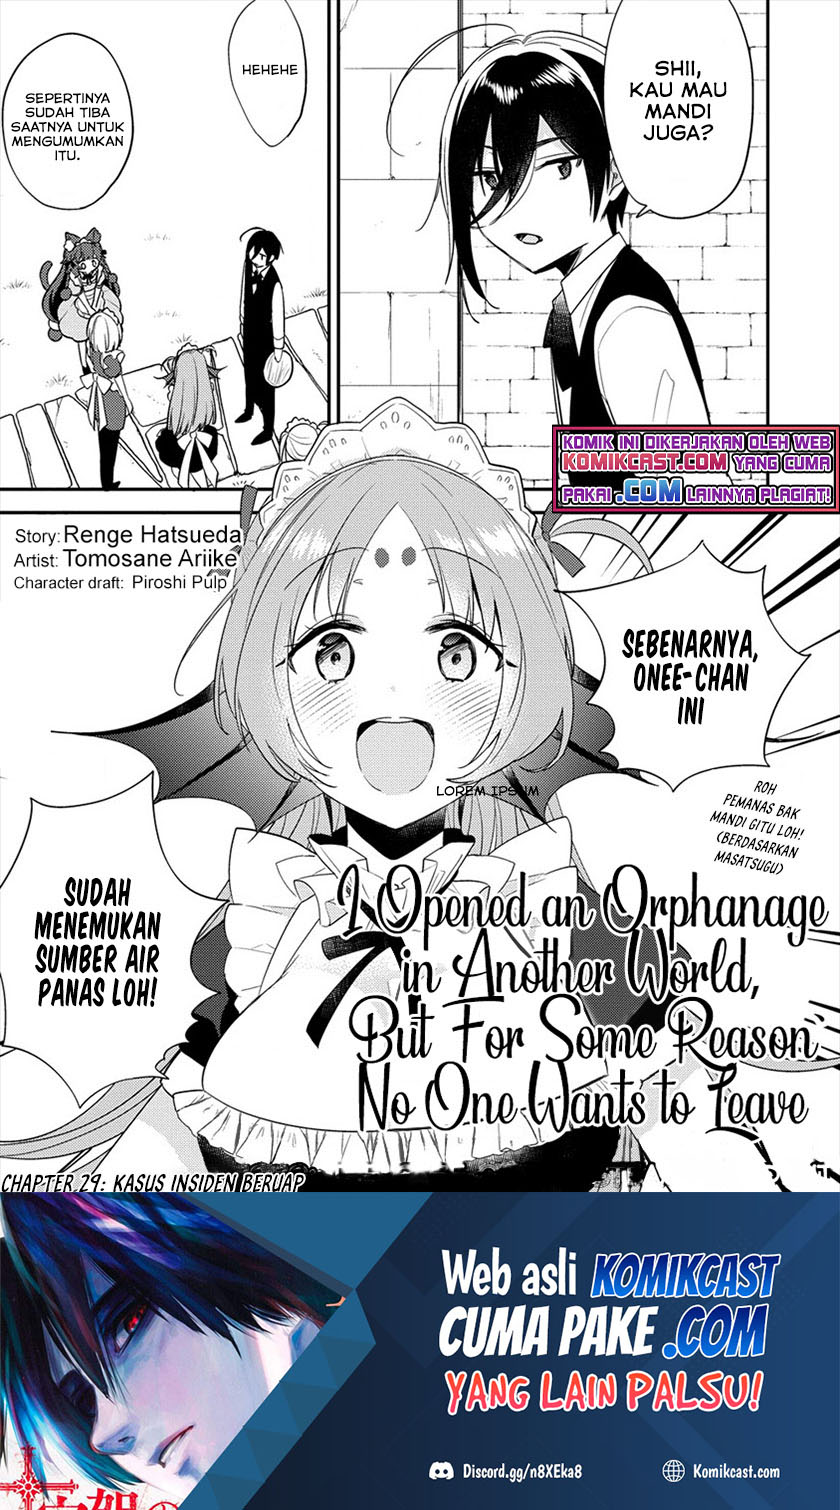 SHII,
KAU MAU
MANDI
JUGA?
HEHEHE
SEPERTINYA
SUDAH TIBA
SAATNYA UNTUK
MENGUMUMKAN
ITU.
KOMIK INI DIKERJAKAN OLEH WEB
KOMIKCAST.COM YANG CUMA
PAKAI .COM LAINNYA PLAGIAT!
Story: Renge Hatsueda
Artist: Tomosane Ariike
Character draft: Piroshi Pulp
SEBENARNYA,
ONEE-CHAN
INI
LOREM IPSUM
ROH
PEMANAS BAK
MANDI GITU LOH!
(BERDASARKAN
MASATSUGU)
SUDAH
MENEMUKAN
SUMBER AIR
PANAS LOH!
I Opened an Orphanage
in Another World,
But For Some Reason
No One Wants to Leave
CHAPTER 29: KASUS INSIDEN BERUAP
Web asli KOMIKCAST
CUMA PAKE .COM
YANG LAIN PALSU!
Discord.gg/n8XEka8
Komikcast.com